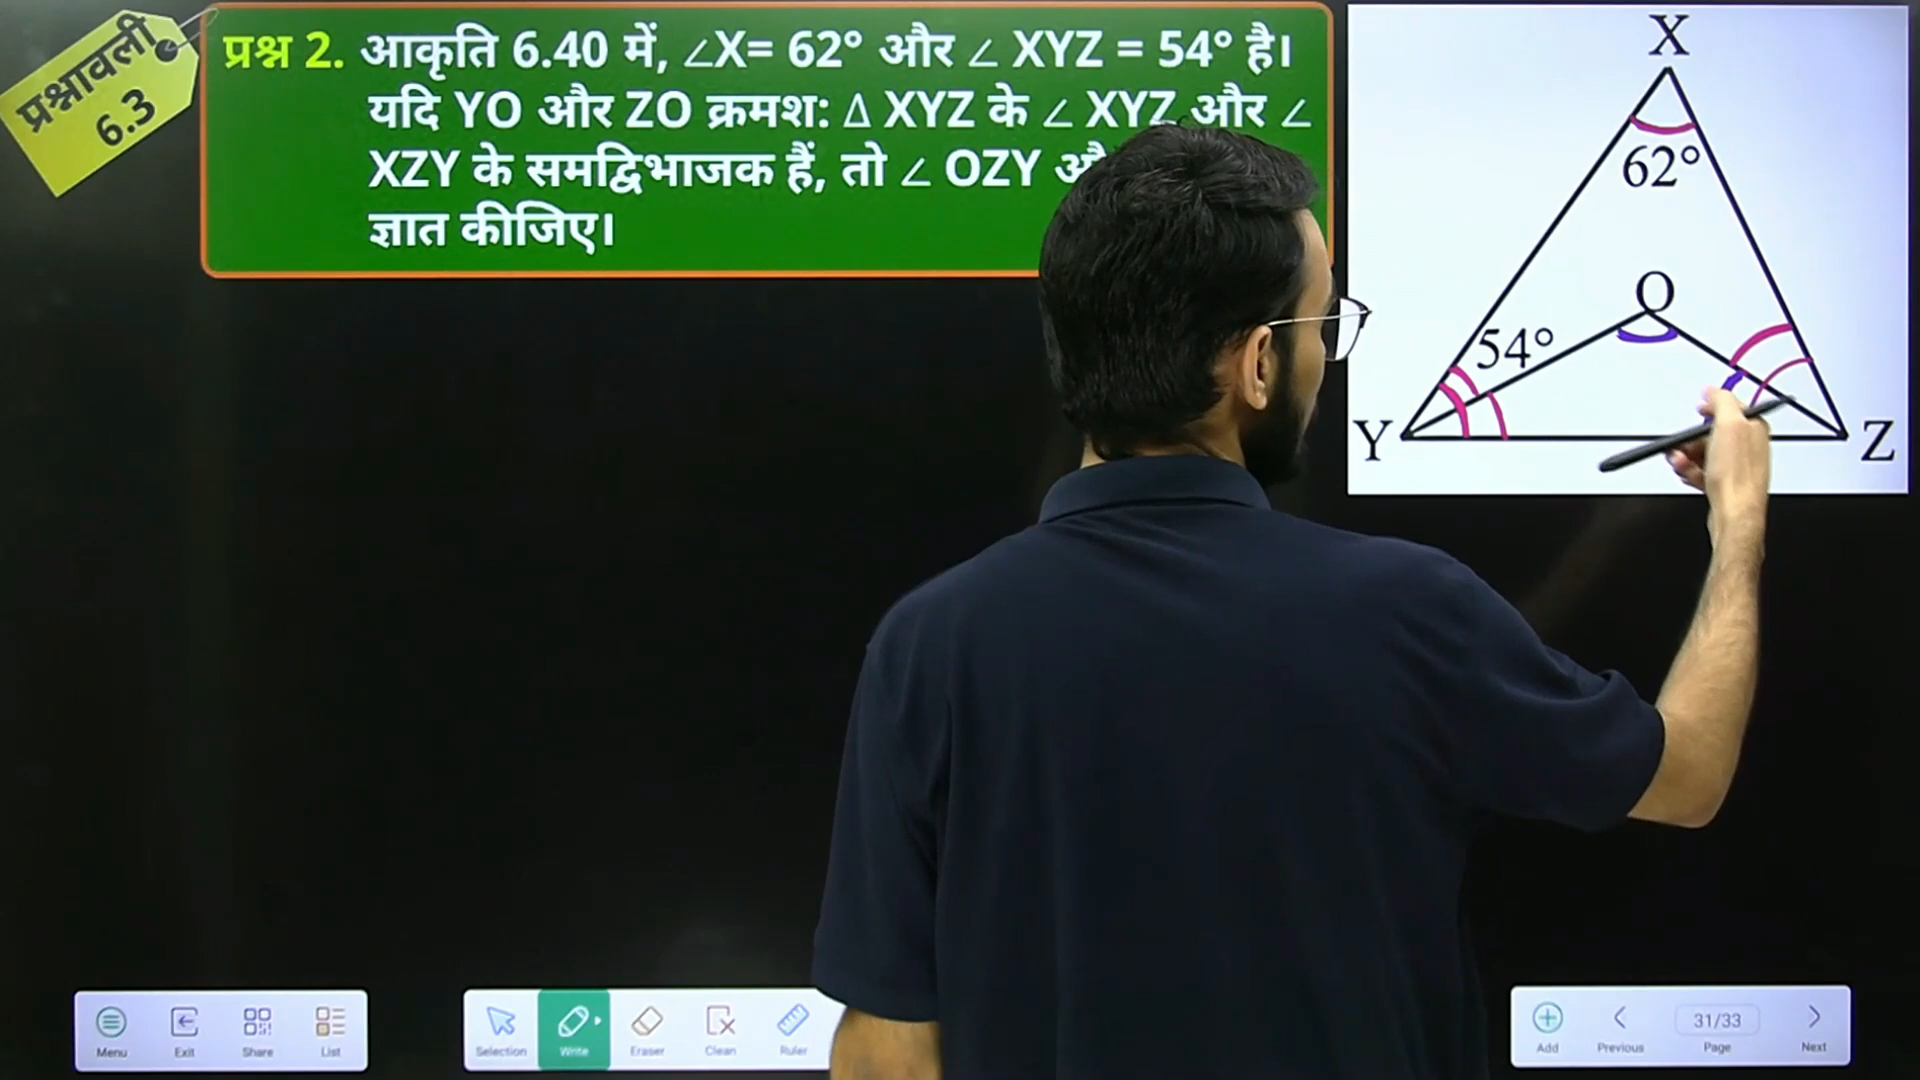 प्रश्नावली
6.3
प्रश्न 2. आकृति 6.40 में, ∠X= 62° और ∠ XYZ = 54° है।
यदि YO और ZO क्रमश: Δ XYZ के ∠ XYZ और ∠
XZY के समद्विभाजक हैं, तो ∠ OZY
ज्ञात कीजिए।
X
62°
O
54°
Y
Z
Menu
Exit
Share
List
Selection
Write
Eraser
Clean
Ruler
Add
Previous
31/33
Page
Next